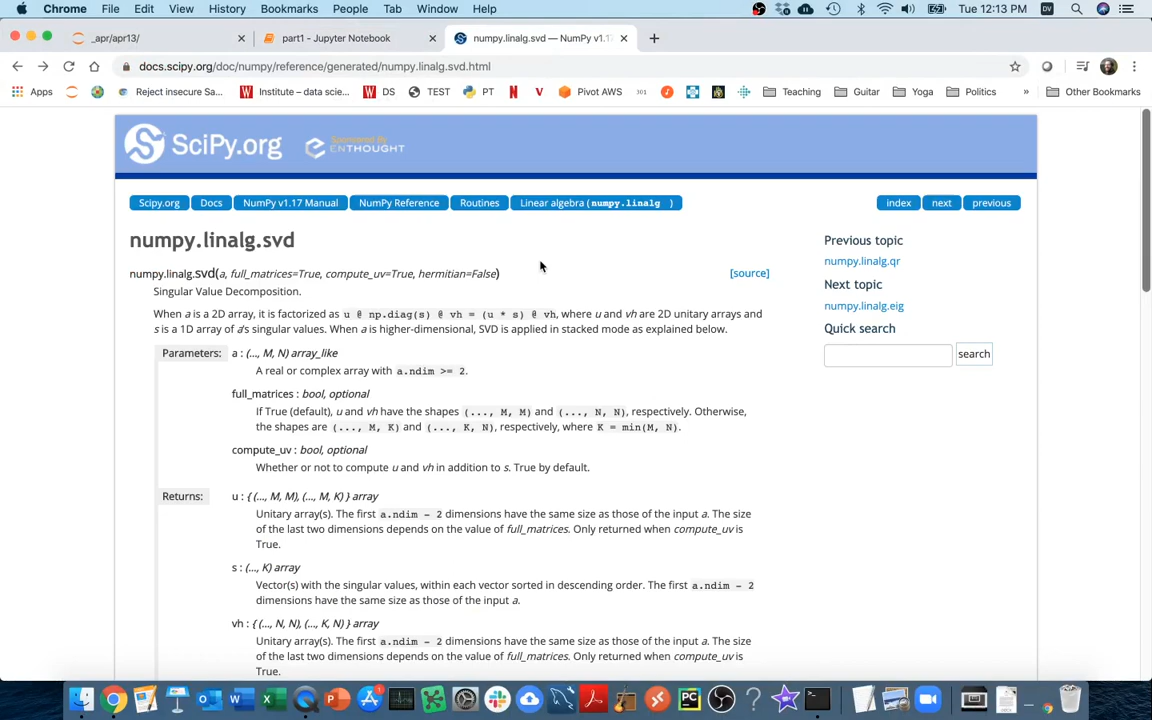 Chrome File Edit View History Bookmarks People Tab Window Help Tue 12:13 PM DV
_apr/apr13/ part1 - Jupyter Notebook numpy.linalg.svd — NumPy v1.1
docs.scipy.org/doc/numpy/reference/generated/numpy.linalg.svd.html
Apps Reject insecure Sa... Institute – data scie... DS TEST PT Pivot AWS 301 Teaching Guitar Yoga Politics » Other Bookmarks
SciPy.org Sponsored By ENTHOUGHT
Scipy.org Docs NumPy v1.17 Manual NumPy Reference Routines Linear algebra (numpy.linalg ) index next previous
numpy.linalg.svd
numpy.linalg.svd(a, full_matrices=True, compute_uv=True, hermitian=False) [source]
Singular Value Decomposition.
When a is a 2D array, it is factorized as u @ np.diag(s) @ vh = (u * s) @ vh, where u and vh are 2D unitary arrays and
s is a 1D array of a's singular values. When a is higher-dimensional, SVD is applied in stacked mode as explained below.
Parameters: a : (..., M, N) array_like
A real or complex array with a.ndim >= 2.
full_matrices : bool, optional
If True (default), u and vh have the shapes (..., M, M) and (..., N, N), respectively. Otherwise,
the shapes are (..., M, K) and (..., K, N), respectively, where K = min(M, N).
compute_uv : bool, optional
Whether or not to compute u and vh in addition to s. True by default.
Returns: u : { (..., M, M), (..., M, K) } array
Unitary array(s). The first a.ndim - 2 dimensions have the same size as those of the input a. The size
of the last two dimensions depends on the value of full_matrices. Only returned when compute_uv is
True.
s : (..., K) array
Vector(s) with the singular values, within each vector sorted in descending order. The first a.ndim - 2
dimensions have the same size as those of the input a.
vh : { (..., N, N), (..., K, N) } array
Unitary array(s). The first a.ndim - 2 dimensions have the same size as those of the input a. The size
of the last two dimensions depends on the value of full_matrices. Only returned when compute_uv is
True.
Previous topic
numpy.linalg.qr
Next topic
numpy.linalg.eig
Quick search
search